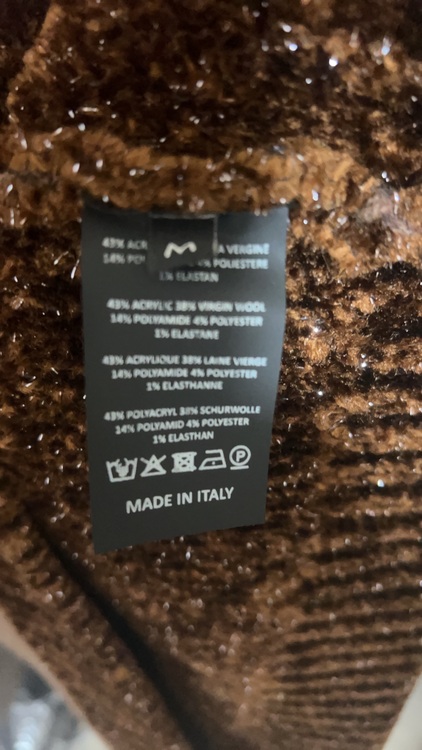 43% ACR A VERGINE
14% PO 4% POLIESTERE
1% ELASTAN
M
43% ACRYLIC 38% VIRGIN WOOL
14% POLYAMIDE 4% POLYESTER
1% ELASTANE
43% ACRYLIQUE 38% LAINE VIERGE
14% POLYAMIDE 4% POLYESTER
1% ELASTHANNE
43% POLYACRYL 38% SCHURWOLLE
14% POLYAMID 4% POLYESTER
1% ELASTHAN
P
MADE IN ITALY